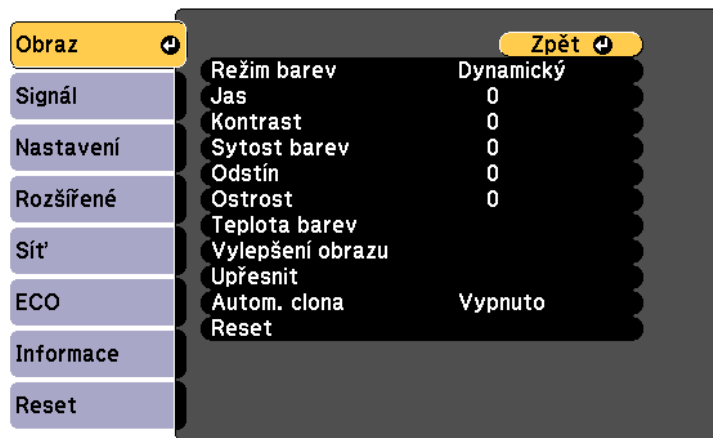 Obraz
Signál
Nastavení
Rozšířené
Síť
ECO
Informace
Reset
Zpět
Režim barev Dynamický
Jas 0
Kontrast 0
Sytost barev 0
Odstín 0
Ostrost 0
Teplota barev
Vylepšení obrazu
Upřesnit
Autom. clona Vypnuto
Reset